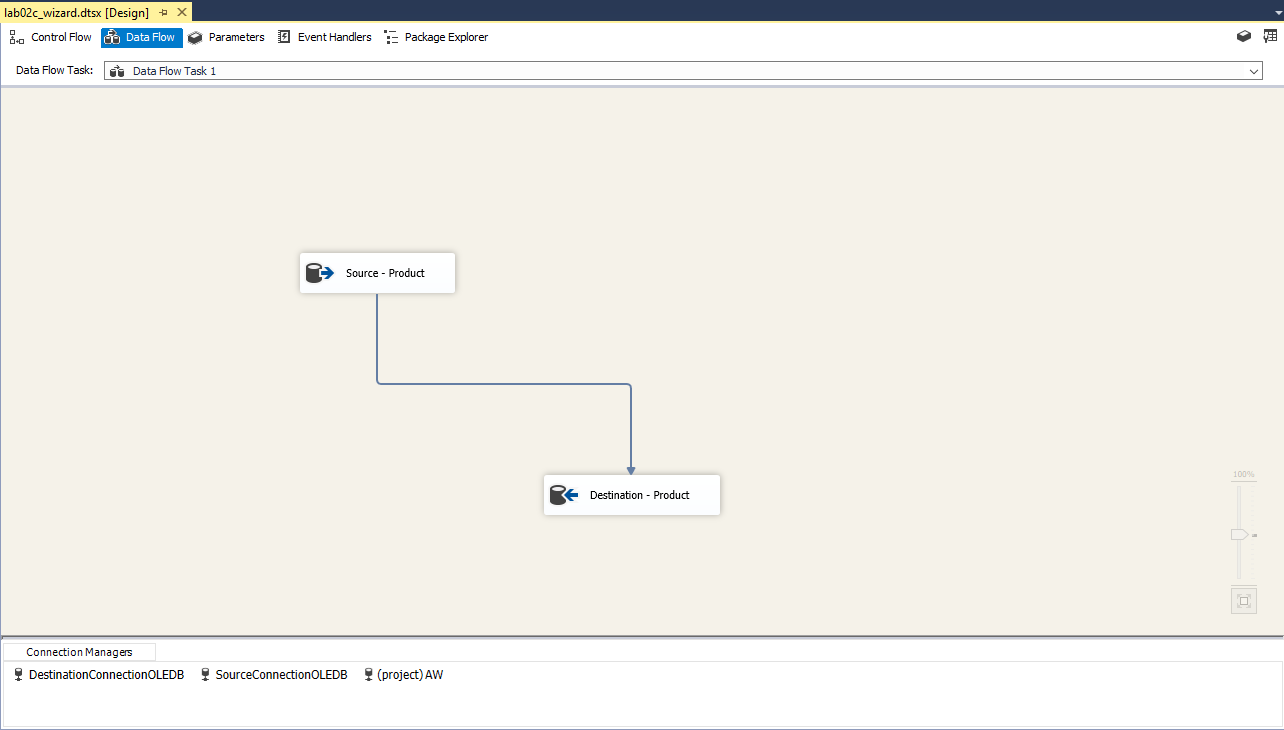 lab02c_wizard.dtsx [Design]
Control Flow Data Flow Parameters Event Handlers Package Explorer
Data Flow Task: Data Flow Task 1
Source - Product
Destination - Product
100%
Connection Managers
DestinationConnectionOLEDB SourceConnectionOLEDB (project) AW